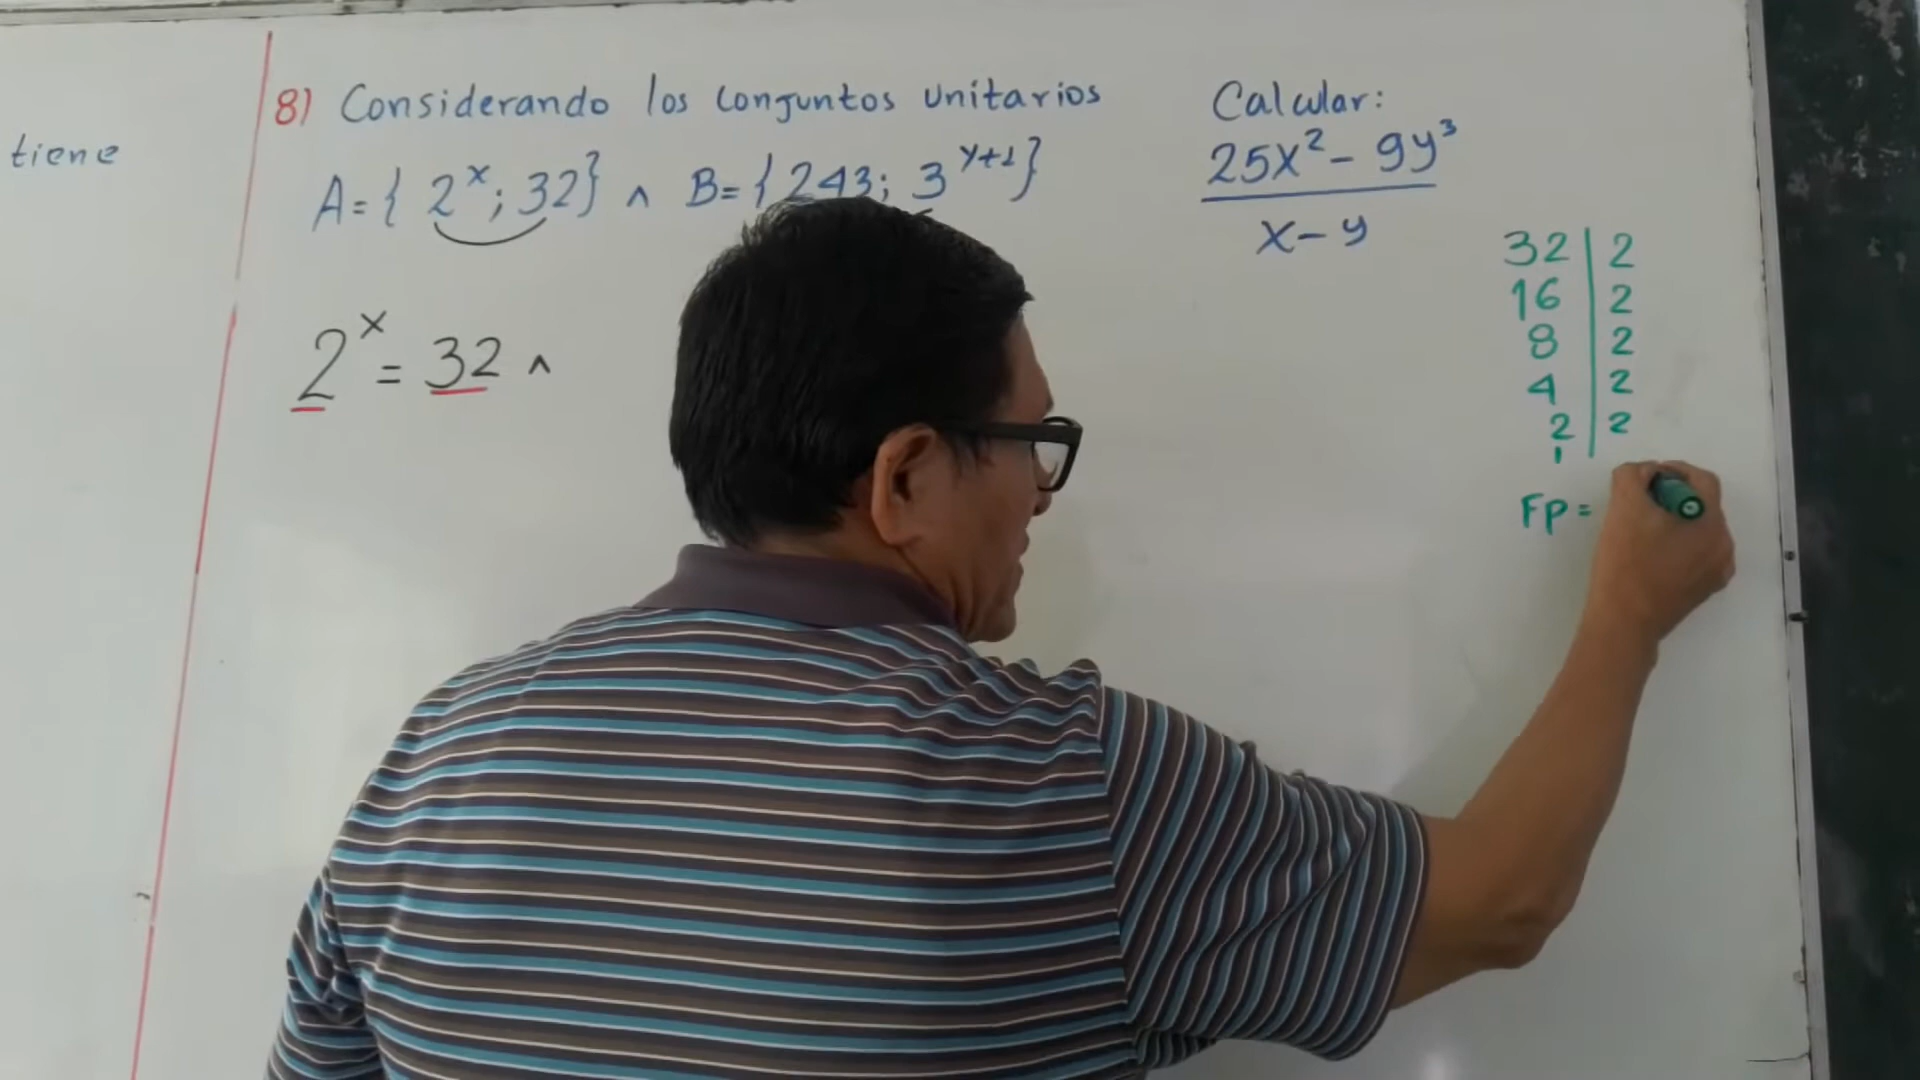 tiene
8) Considerando los conjuntos unitarios
A={ 2^x; 32} ∧ B={243; 3^y+1}
Calcular:
25x² - 9y³
x - y
2^x = 32 ∧
32 | 2
16 | 2
8 | 2
4 | 2
2 | 2
1
Fp =